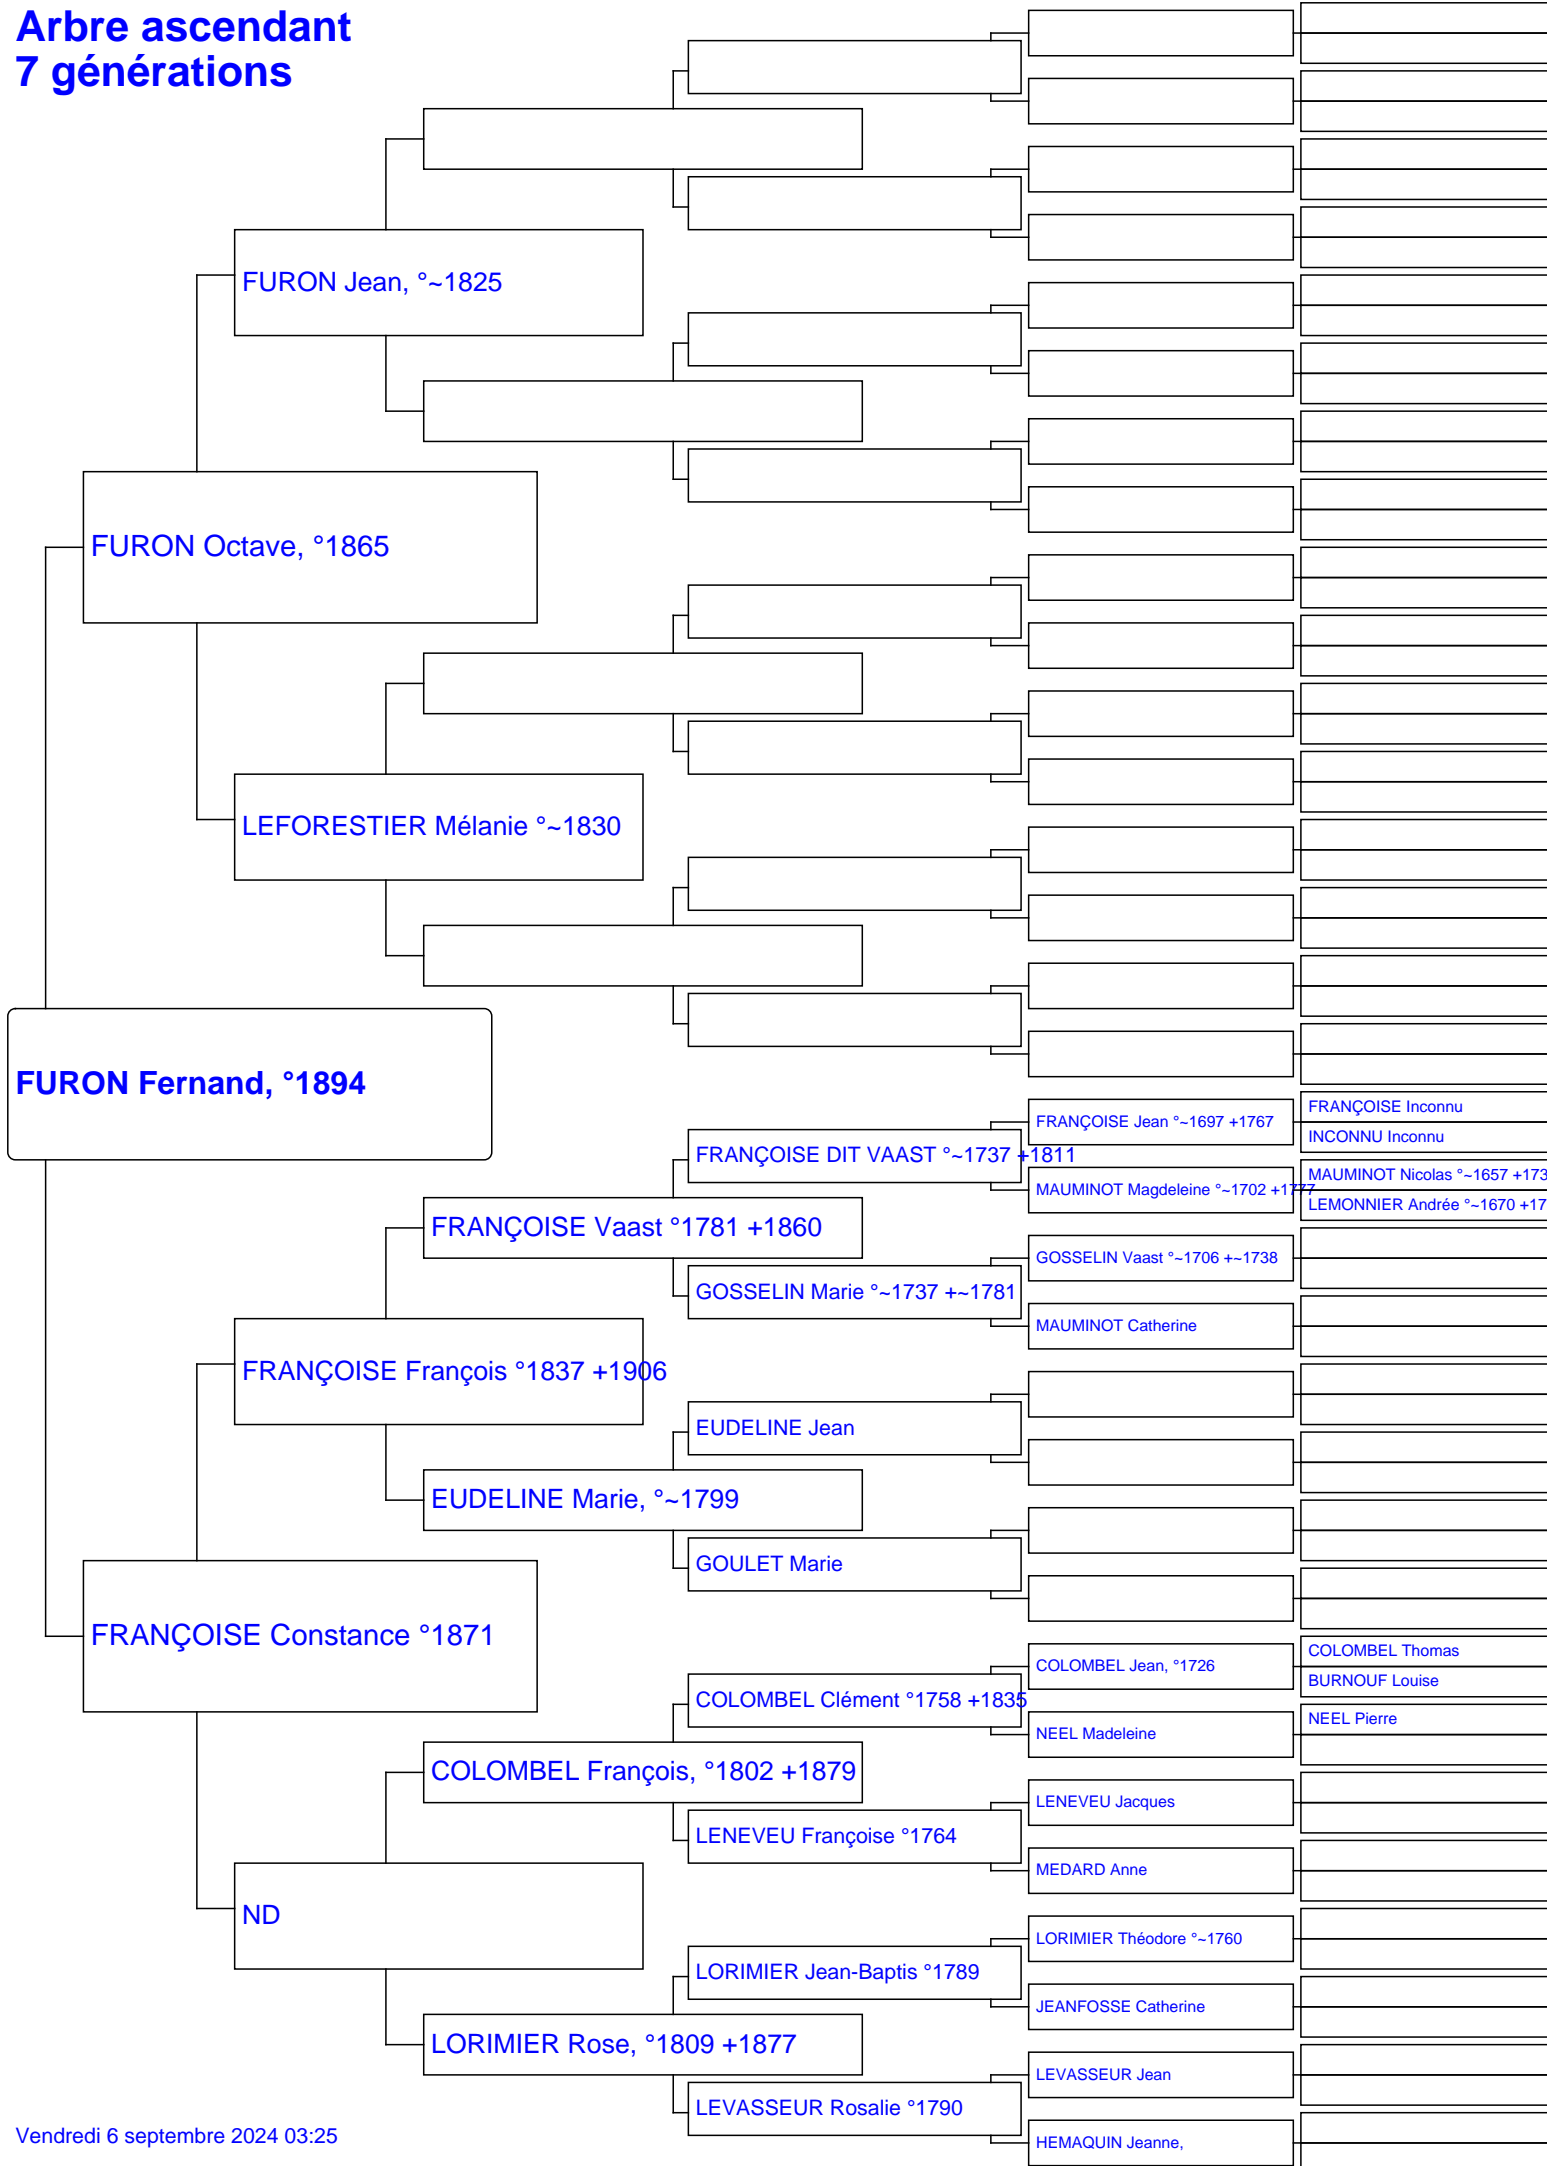 Arbre ascendant
7 générations
FURON Jean, °~1825
FURON Octave, °1865
LEFORESTIER Mélanie °~1830
FURON Fernand, °1894
FRANÇOISE Jean °~1697 +1767
FRANÇOISE Inconnu
INCONNU Inconnu
FRANÇOISE DIT VAAST °~1737 +1811
MAUMINOT Magdeleine °~1702 +1777
MAUMINOT Nicolas °~1657 +173
LEMONNIER Andrée °~1670 +17
FRANÇOISE Vaast °1781 +1860
GOSSELIN Vaast °~1706 +~1738
GOSSELIN Marie °~1737 +~1781
MAUMINOT Catherine
FRANÇOISE François °1837 +1906
EUDELINE Jean
EUDELINE Marie, °~1799
GOULET Marie
FRANÇOISE Constance °1871
COLOMBEL Jean, °1726
COLOMBEL Thomas
BURNOUF Louise
COLOMBEL Clément °1758 +1835
NEEL Madeleine
NEEL Pierre
COLOMBEL François, °1802 +1879
LENEVEU Jacques
LENEVEU Françoise °1764
MEDARD Anne
ND
LORIMIER Théodore °~1760
LORIMIER Jean-Baptis °1789
JEANFOSSE Catherine
LORIMIER Rose, °1809 +1877
LEVASSEUR Jean
LEVASSEUR Rosalie °1790
HEMAQUIN Jeanne,
Vendredi 6 septembre 2024 03:25